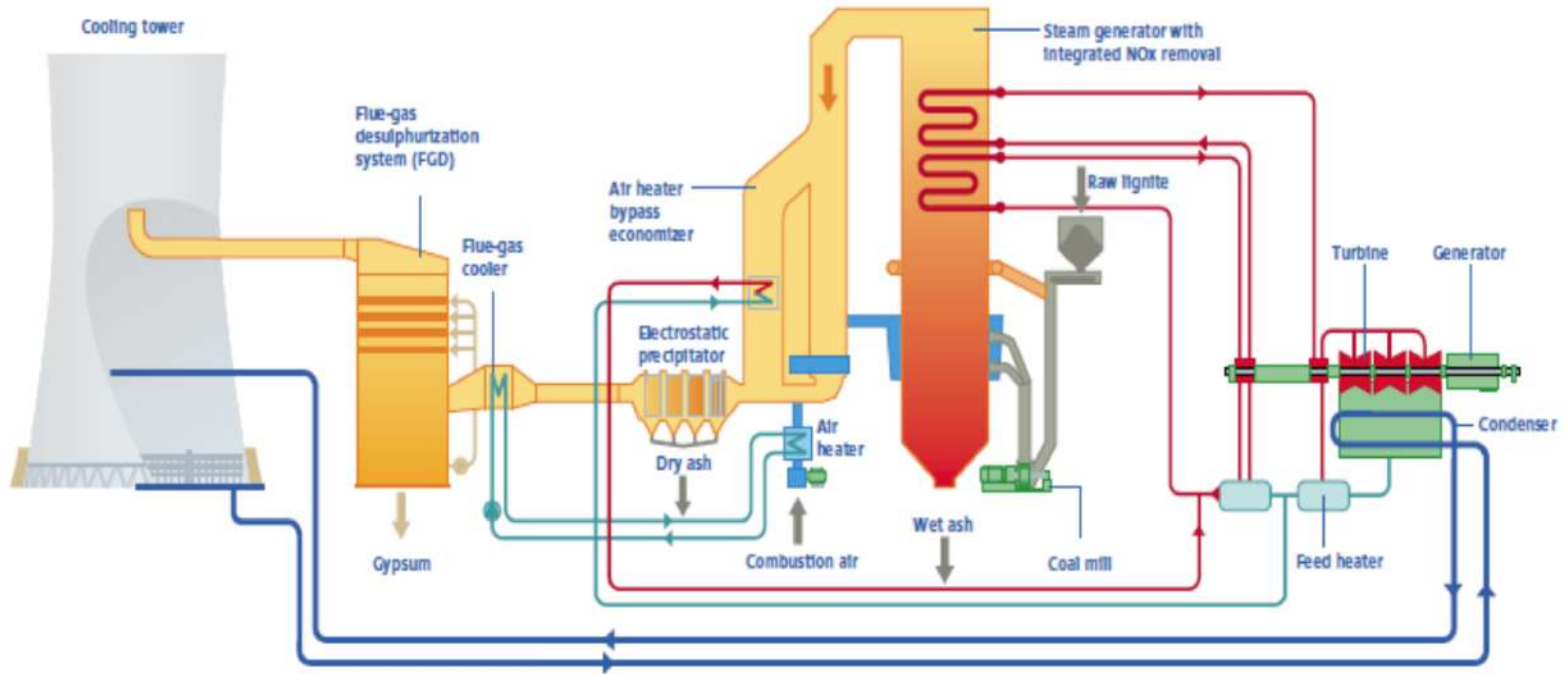 Cooling tower
Steam generator with
integrated NOx removal
Flue-gas
desulphurization
system (FGD)
Air heater
bypass
economizer
Raw lignite
Flue-gas
cooler
Turbine
Generator
Electrostatic
precipitator
Air
heater
Condenser
Dry ash
Wet ash
Gypsum
Combustion air
Coal mill
Feed heater